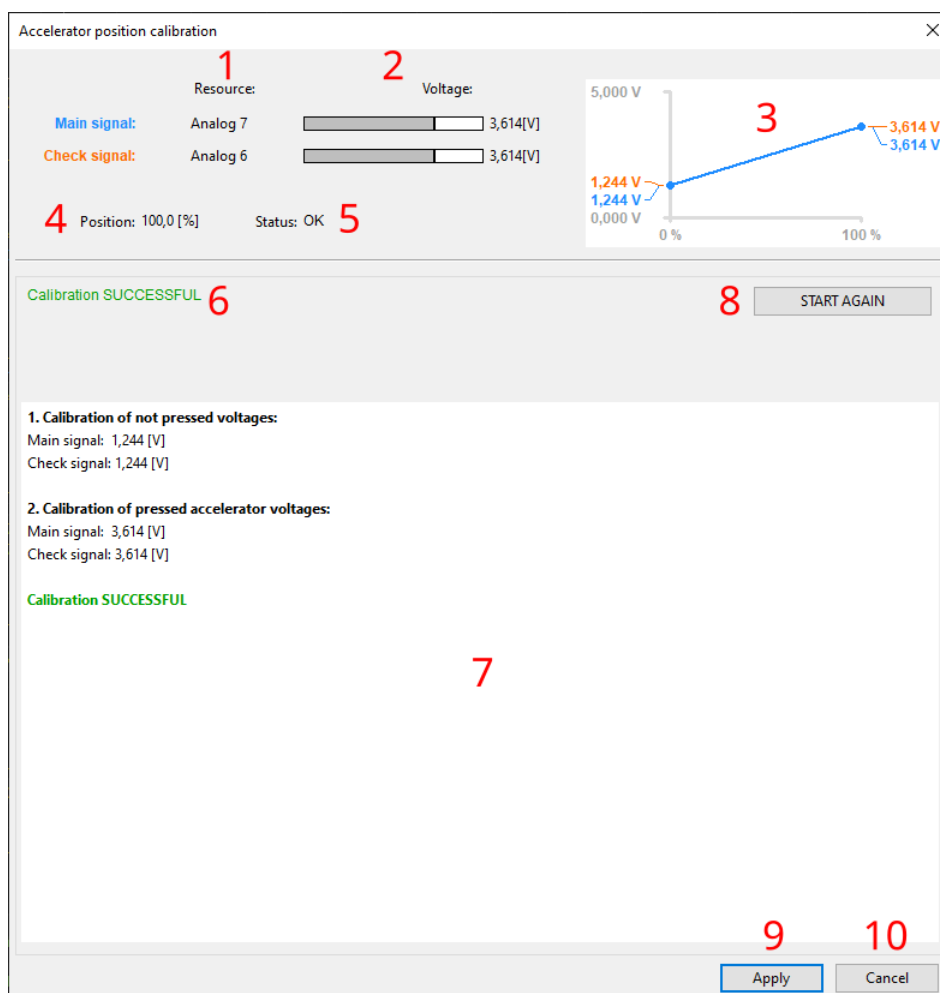 Accelerator position calibration
1 2
Resource: Voltage:
Main signal: Analog 7 3,614[V]
Check signal: Analog 6 3,614[V]
5,000 V
3
3,614 V
3,614 V
1,244 V
1,244 V
0,000 V
0 % 100 %
4 Position: 100,0 [%] Status: OK 5
Calibration SUCCESSFUL 6
8 START AGAIN
1. Calibration of not pressed voltages:
Main signal: 1,244 [V]
Check signal: 1,244 [V]
2. Calibration of pressed accelerator voltages:
Main signal: 3,614 [V]
Check signal: 3,614 [V]
Calibration SUCCESSFUL
7
9 10
Apply Cancel